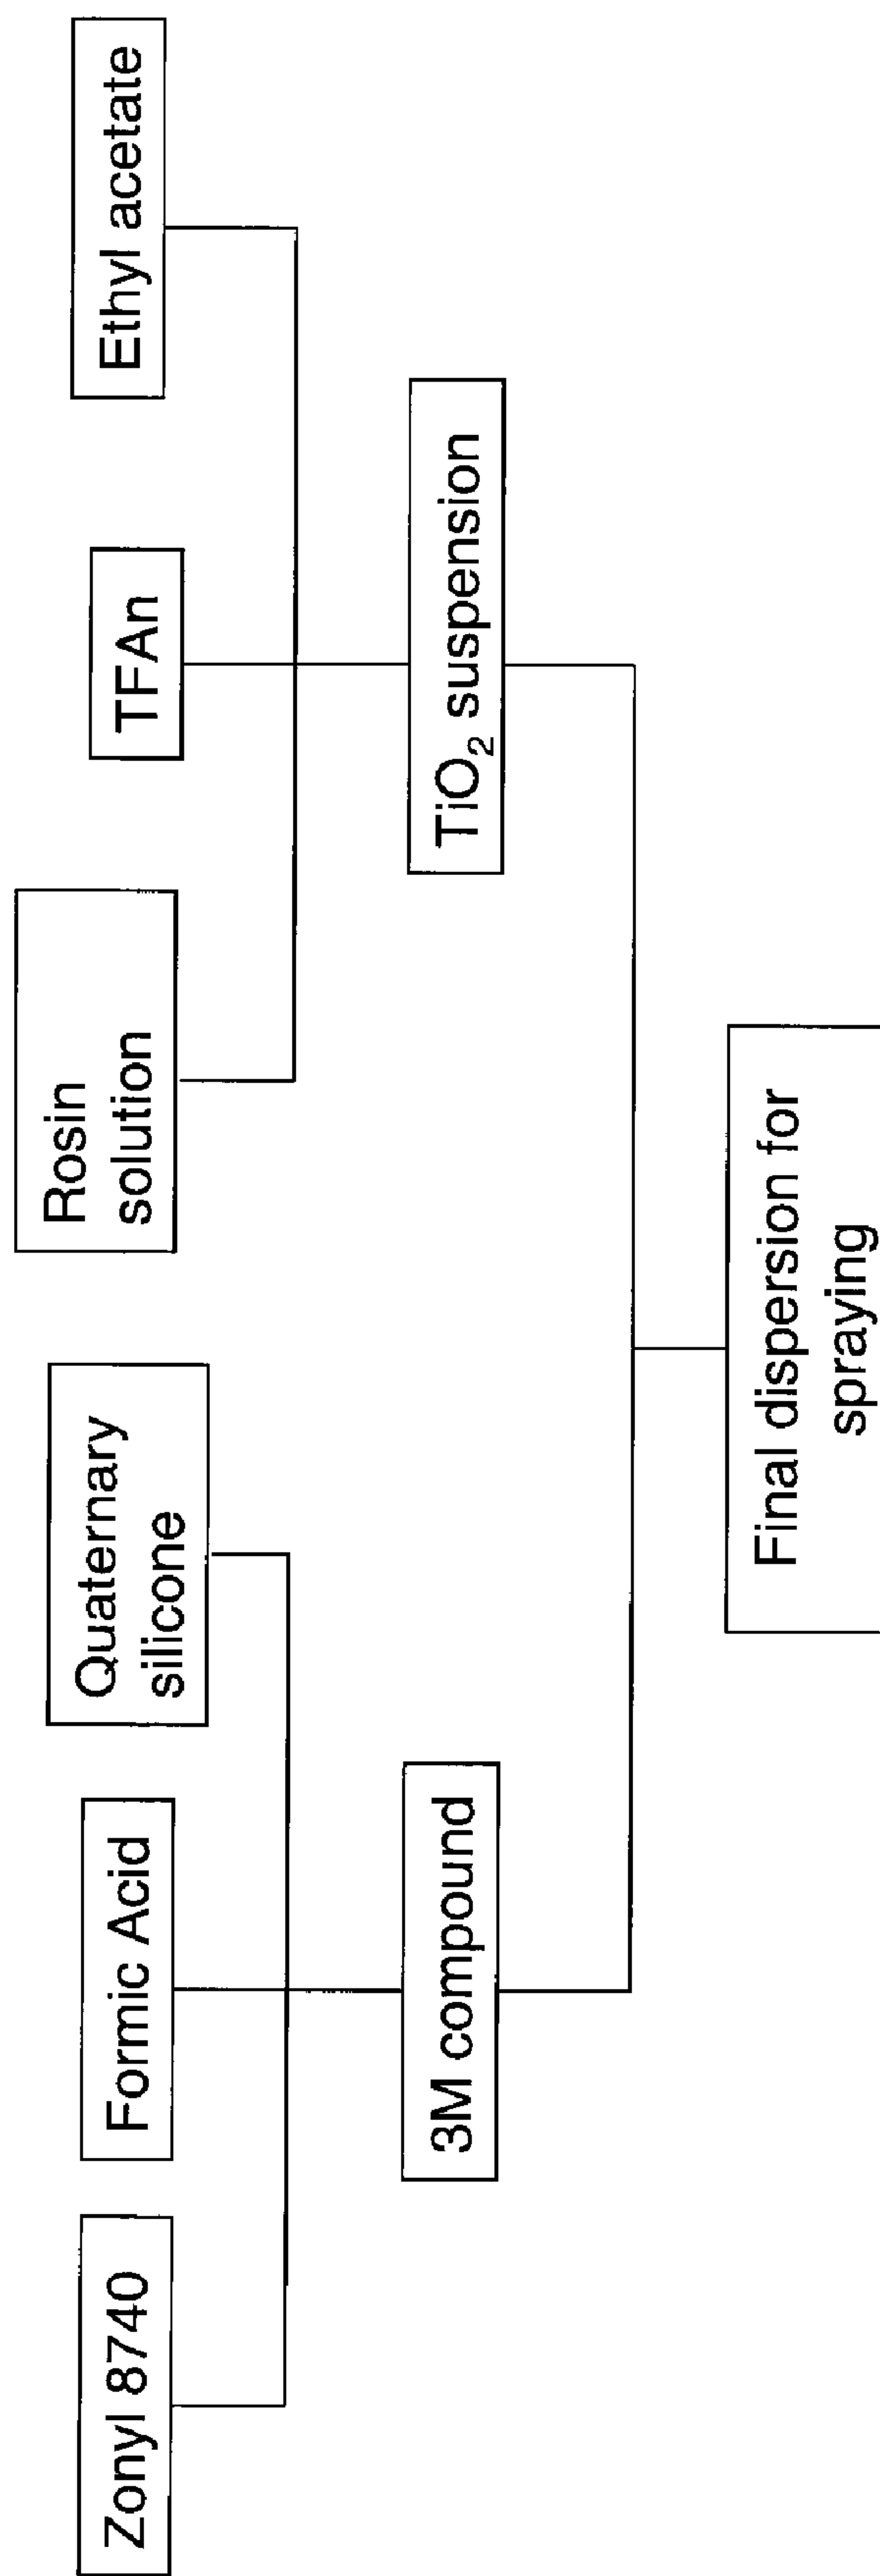 Zonyl 8740
Formic Acid
Quaternary
silicone
Rosin
solution
TFAn
Ethyl acetate
3M compound
TiO₂ suspension
Final dispersion for
spraying